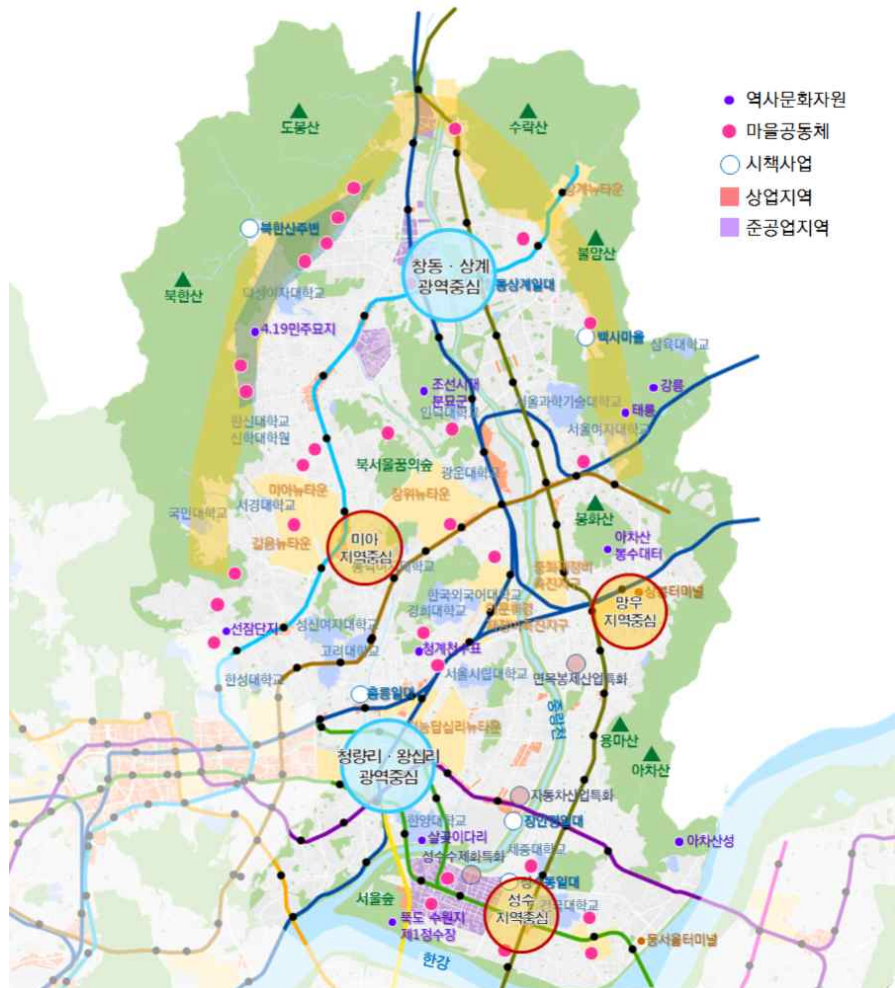 역사문화자원
마을공동체
시책사업
상업지역
준공업지역
도봉산
수락산
상계뉴타운
북한산주변
불암산
창동 · 상계
광역중심
북한산
덕성여자대학교
동상계일대
4.19민주묘지
백사마을
삼육대학교
조선시대
분묘군
인덕대학교
강릉
태릉
서울과학기술대학교
서울여자대학교
한신대학교
신학대학원
북서울꿈의숲
광운대학교
미아뉴타운
장위뉴타운
국민대학교
서경대학교
봉화산
길음뉴타운
미아
지역중심
아차산
봉수대터
한국외국어대학교
경희대학교
상봉터미널
망우
지역중심
선잠단지
성신여자대학교
고려대학교
청계천수표
서울시립대학교
한성대학교
면목봉제산업특화
홍릉일대
중랑천
용마산
아차산
청량리 · 왕십리
광역중심
자동차산업특화
장안평일대
한양대학교
살곶이다리
세종대학교
아차산성
성수수제화특화
서울숲
성수
지역중심
뚝도 수원지
제1정수장
동서울터미널
한강